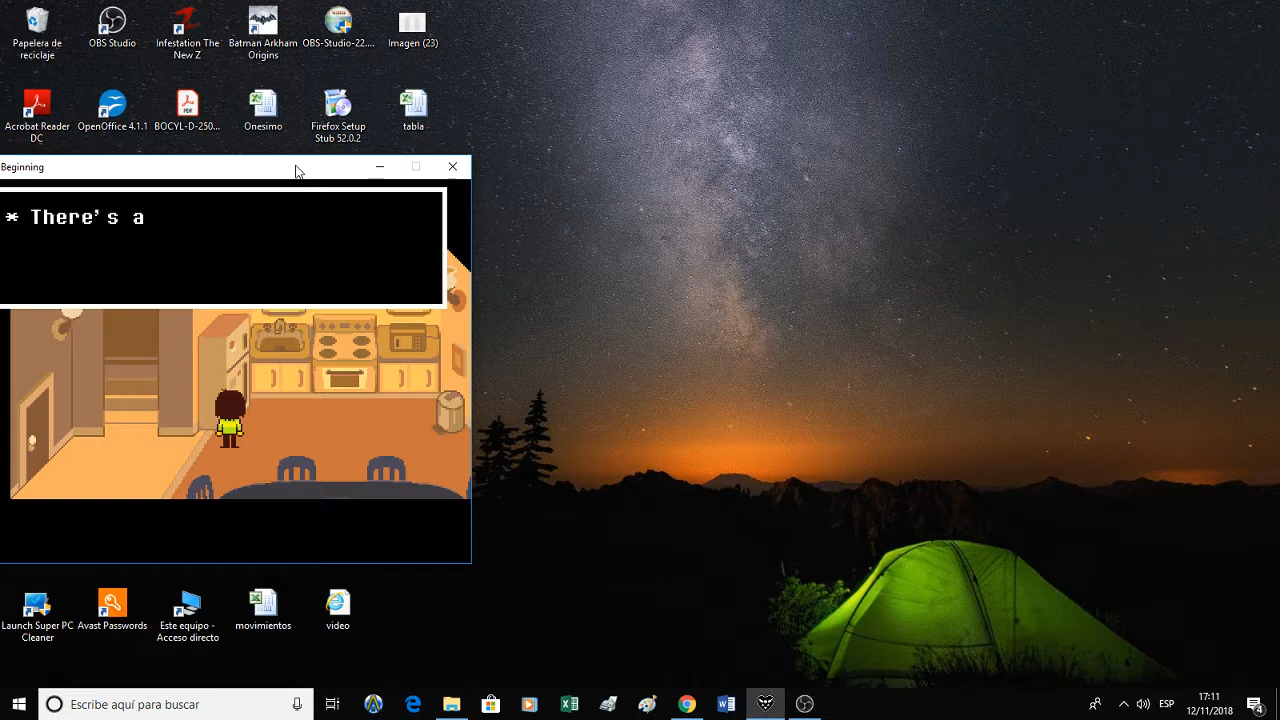 Papelera de
reciclaje
OBS Studio
Infestation The
New Z
Batman Arkham
Origins
OBS-Studio-22....
Imagen (23)
Acrobat Reader
DC
OpenOffice 4.1.1
PDF
BOCYL-D-250...
Onesimo
Firefox Setup
Stub 52.0.2
tabla
Beginning
* There's a
Launch Super PC
Cleaner
Avast Passwords
Este equipo -
Acceso directo
movimientos
video
Escribe aquí para buscar
ESP
17:11
12/11/2018
4